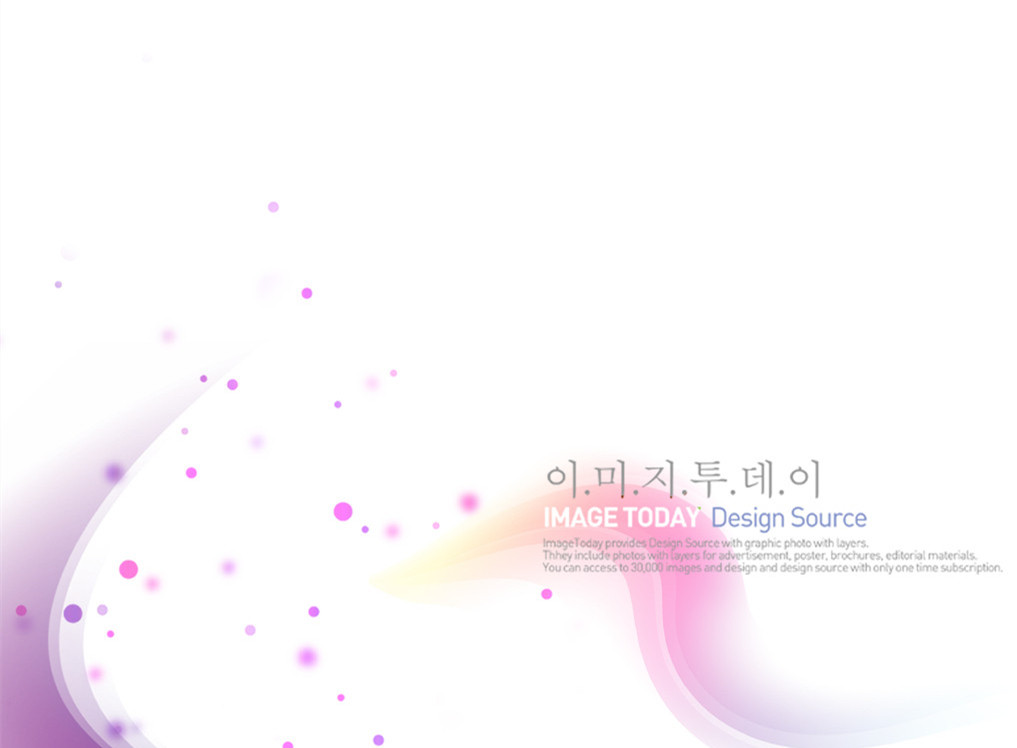 이.미.지.투.데.이
IMAGE TODAY Design Source
ImageToday provides Design Source with graphic photo with layers.
Thhey include photos with layers for advertisement, poster, brochures, editorial materials.
You can access to 30,000 images and design and design source with only one time subscription.